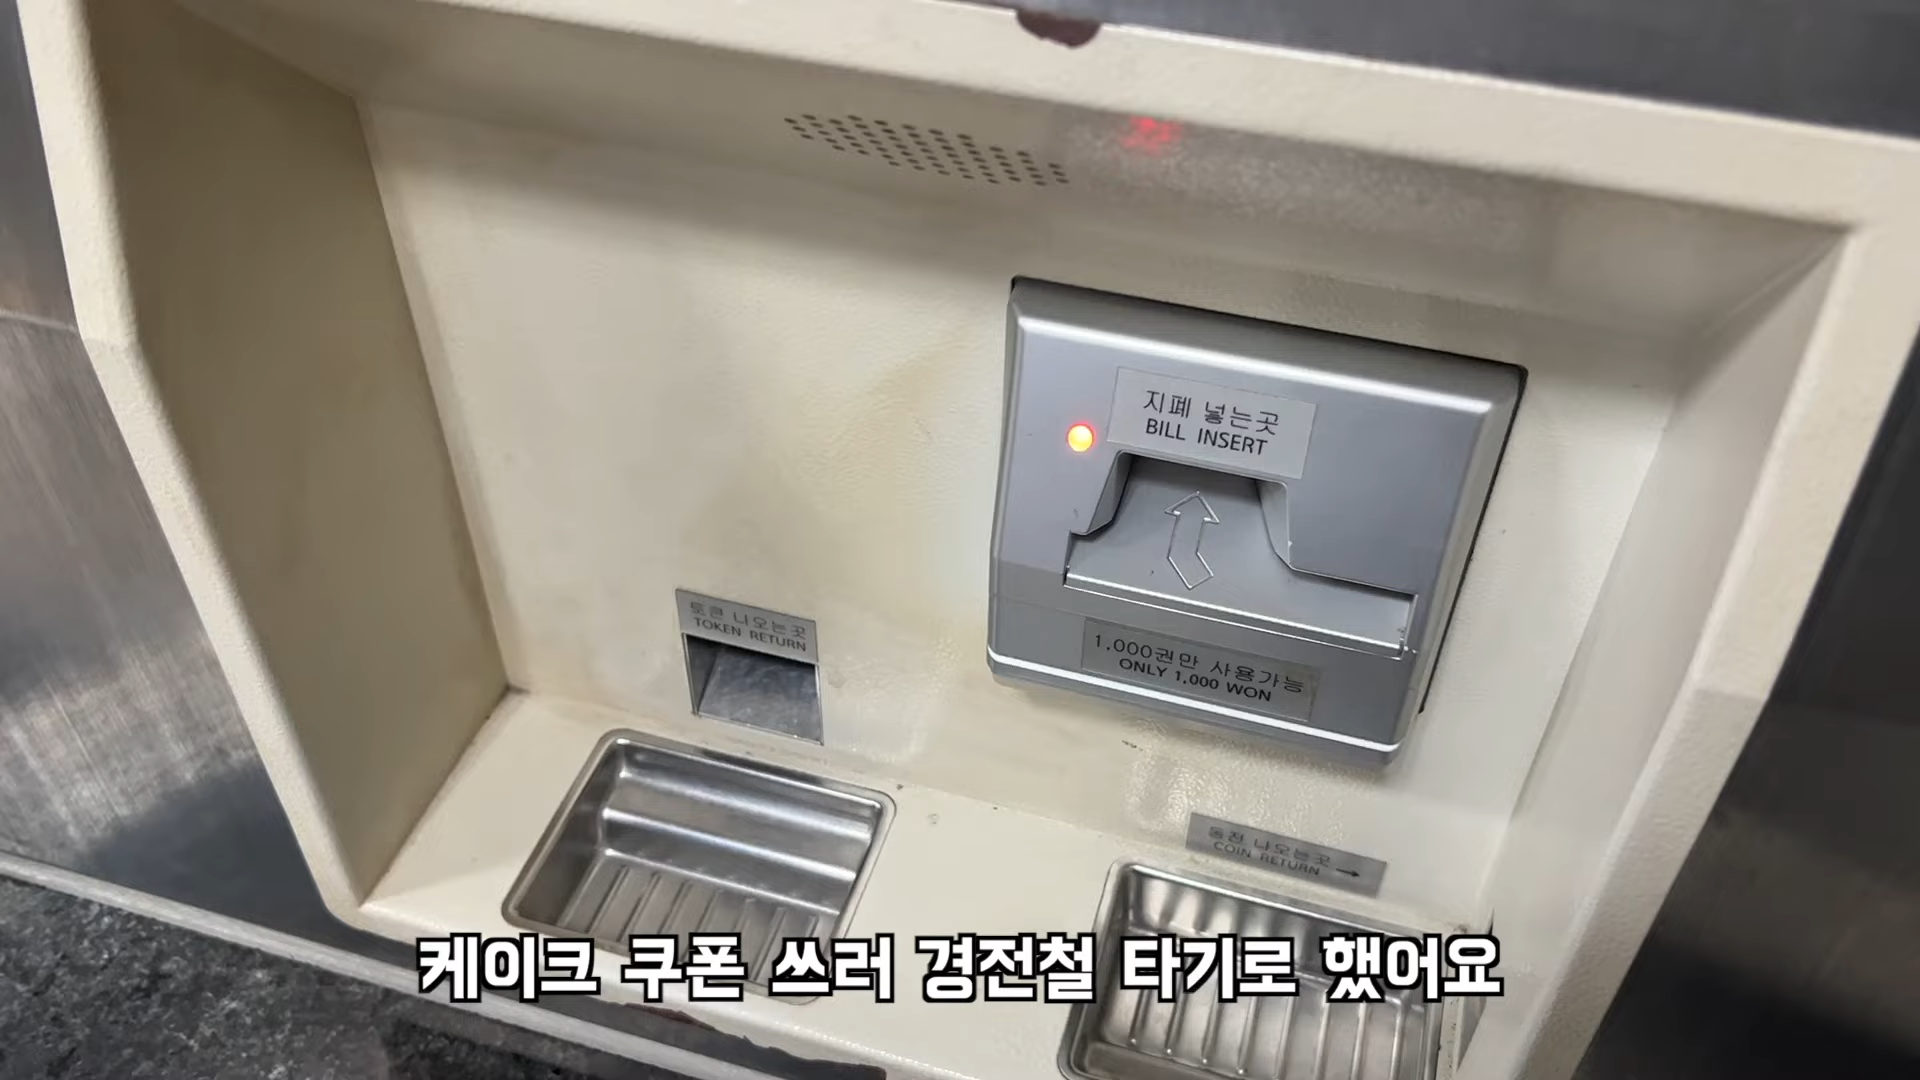 지폐 넣는곳
BILL INSERT
토큰 나오는곳
TOKEN RETURN
1,000권만 사용가능
ONLY 1,000 WON
동전 나오는곳
COIN RETURN →
케이크 쿠폰 쓰러 경전철 타기로 했어요